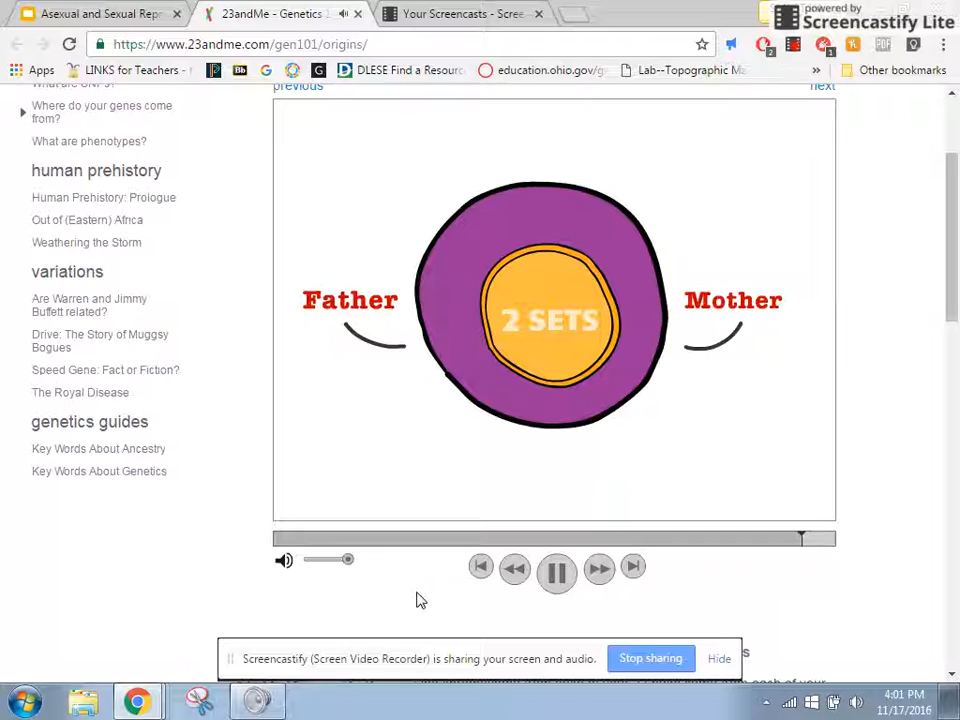 Asexual and Sexual Repr
23andMe - Genetics
Your Screencasts - Scree
powered by
Screencastify Lite
https://www.23andme.com/gen101/origins/
Apps
LINKS for Teachers -
Bb
DLESE Find a Resourc
education.ohio.gov/g
Lab--Topographic Ma
Other bookmarks
previous
next
Where do your genes come
from?
What are phenotypes?
human prehistory
Human Prehistory: Prologue
Out of (Eastern) Africa
Weathering the Storm
variations
Are Warren and Jimmy
Buffett related?
Drive: The Story of Muggsy
Bogues
Speed Gene: Fact or Fiction?
The Royal Disease
genetics guides
Key Words About Ancestry
Key Words About Genetics
Father
2 SETS
Mother
Screencastify (Screen Video Recorder) is sharing your screen and audio.
Stop sharing
Hide
4:01 PM
11/17/2016